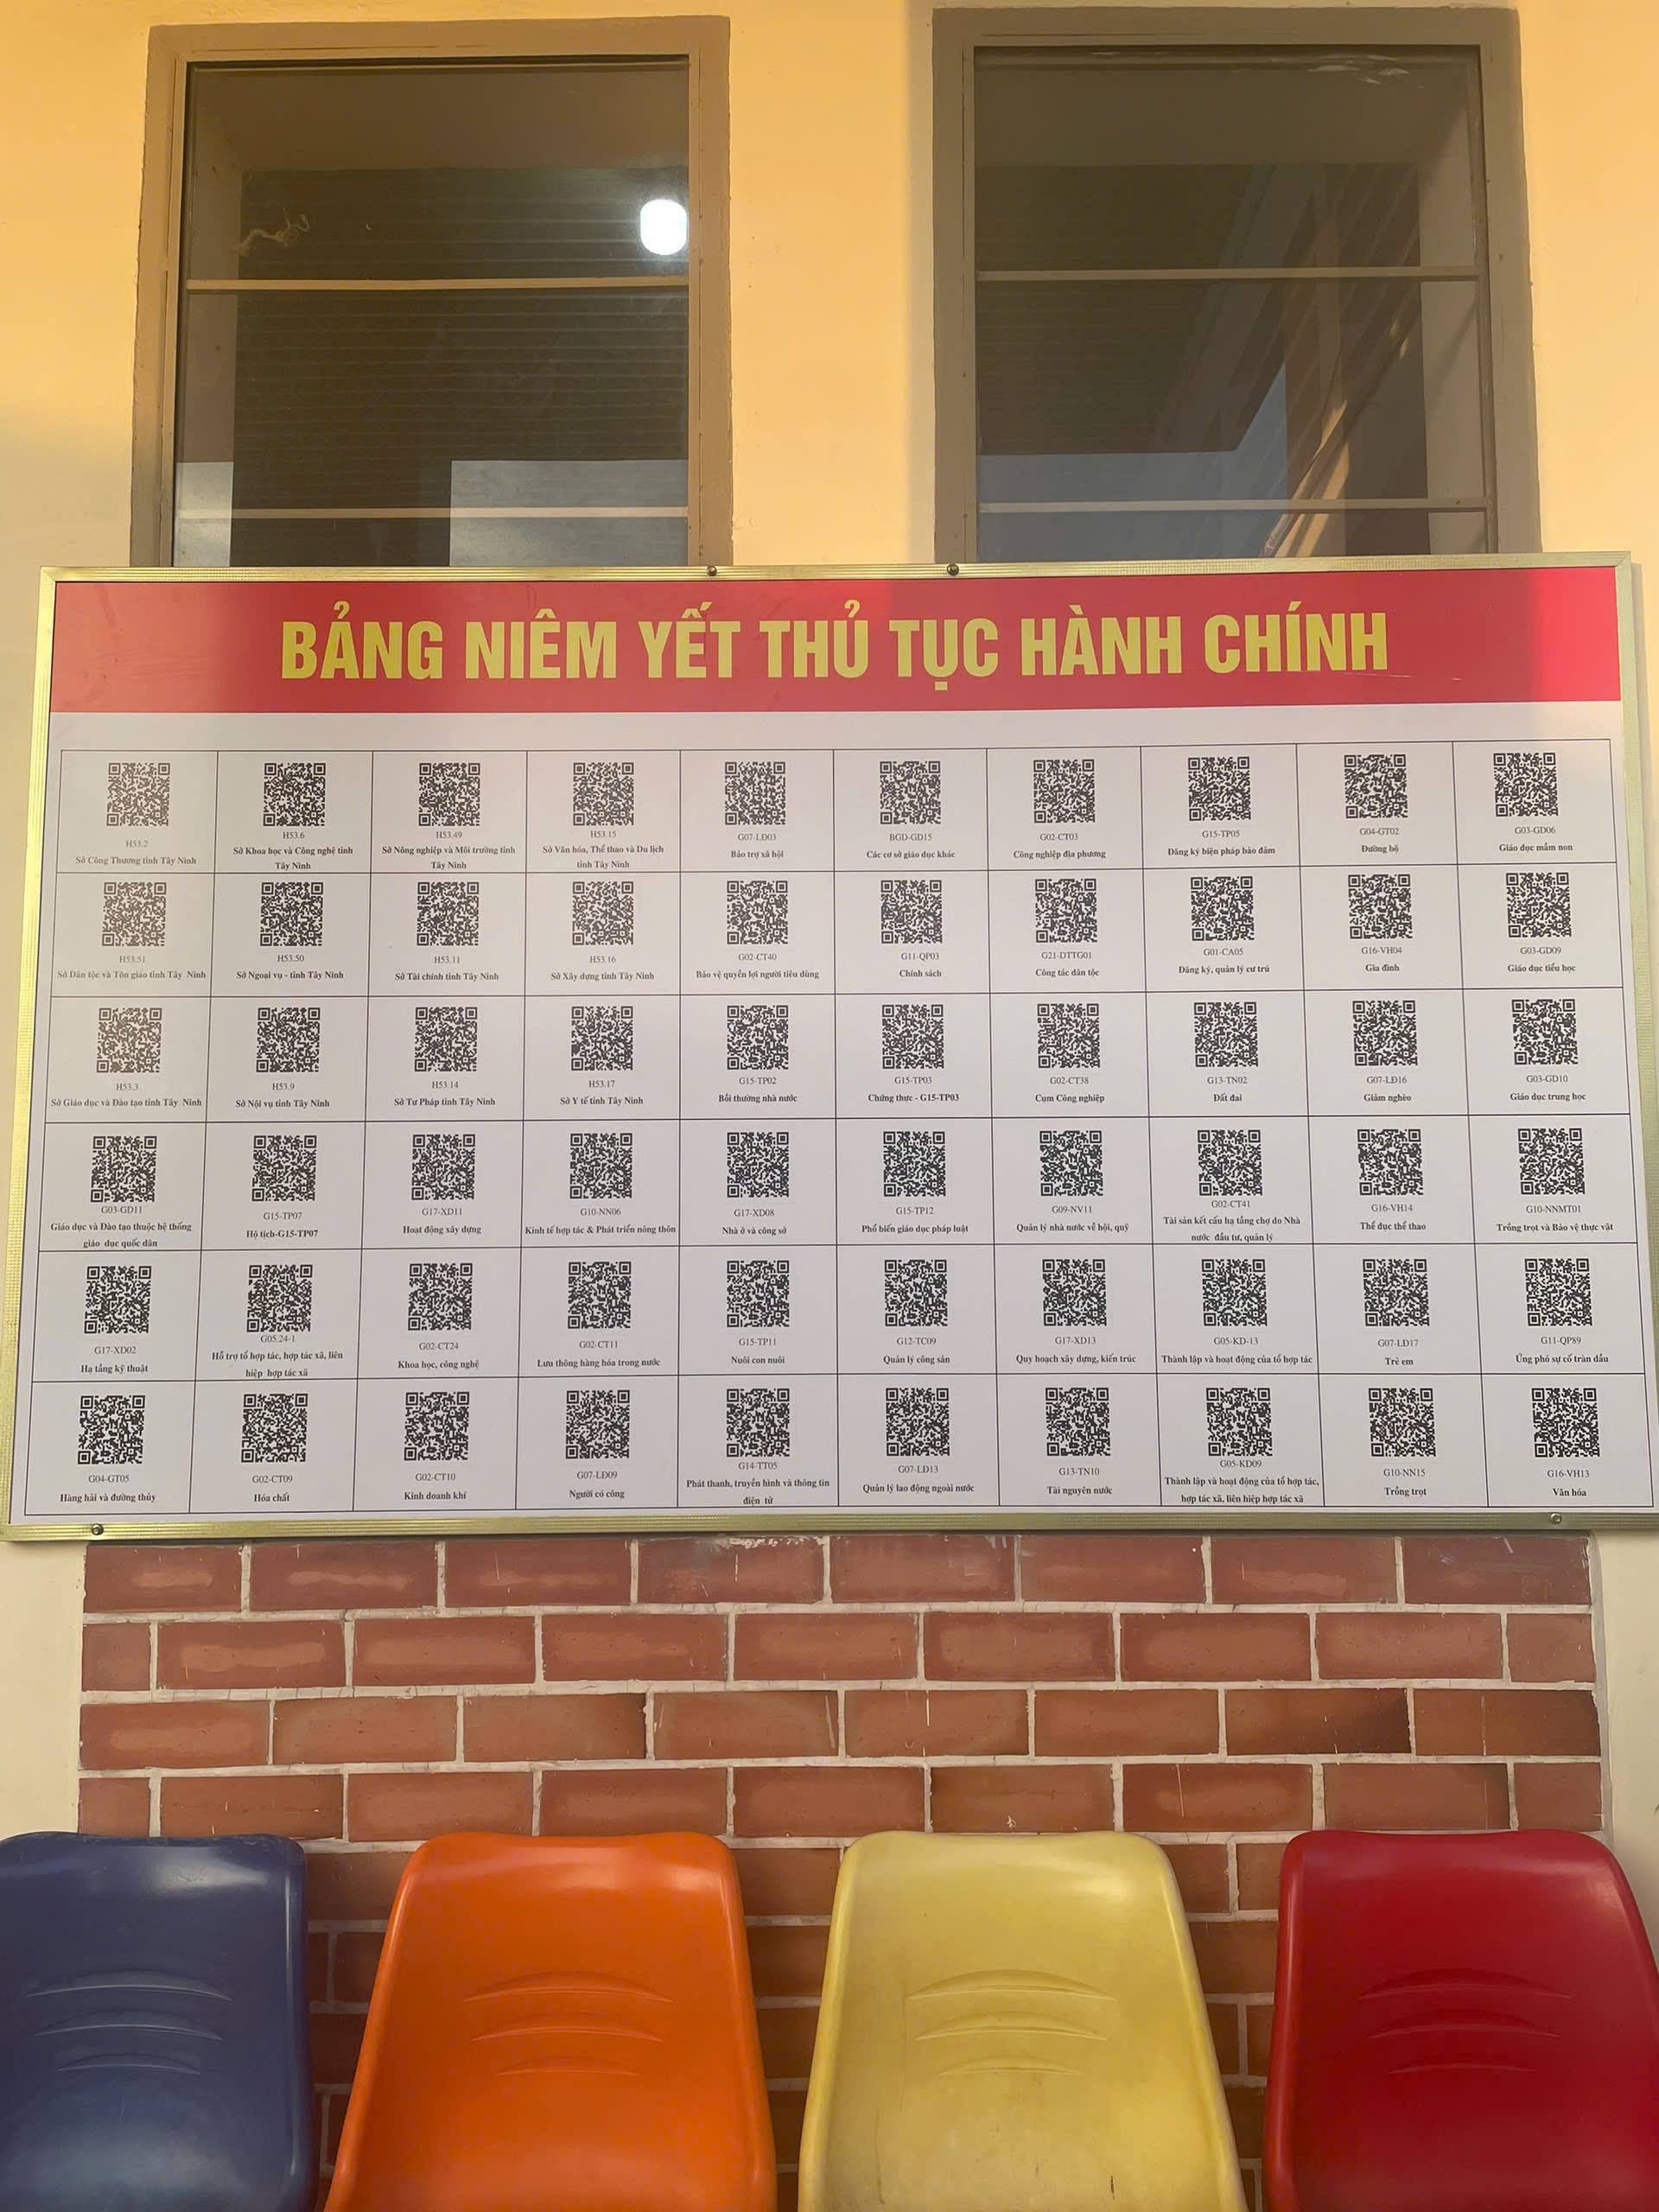 BẢNG NIÊM YẾT THỦ TỤC HÀNH CHÍNH
H53.2
Sở Công Thương tỉnh Tây Ninh
H53.6
Sở Khoa học và Công nghệ tỉnh
Tây Ninh
H53.49
Sở Nông nghiệp và Môi trường tỉnh
Tây Ninh
H53.15
Sở Văn hóa, Thể thao và Du lịch
tỉnh Tây Ninh
G07-LĐ03
Bảo trợ xã hội
BGD-GD15
Các cơ sở giáo dục khác
G02-CT03
Công nghiệp địa phương
G15-TP05
Đăng ký biện pháp bảo đảm
G04-GT02
Đường bộ
G03-GD06
Giáo dục mầm non
H53.51
Sở Dân tộc và Tôn giáo tỉnh Tây Ninh
H53.50
Sở Ngoại vụ - tỉnh Tây Ninh
H53.11
Sở Tài chính tỉnh Tây Ninh
H53.16
Sở Xây dựng tỉnh Tây Ninh
G02-CT40
Bảo vệ quyền lợi người tiêu dùng
G11-QP03
Chính sách
G21-DTTG01
Công tác dân tộc
G01-CA05
Đăng ký, quản lý cư trú
G16-VH04
Gia đình
G03-GD09
Giáo dục tiểu học
H53.3
Sở Giáo dục và Đào tạo tỉnh Tây Ninh
H53.9
Sở Nội vụ tỉnh Tây Ninh
H53.14
Sở Tư Pháp tỉnh Tây Ninh
H53.17
Sở Y tế tỉnh Tây Ninh
G15-TP02
Bồi thường nhà nước
G15-TP03
Chứng thực - G15-TP03
G02-CT38
Cụm Công nghiệp
G13-TN02
Đất đai
G07-LĐ16
Giảm nghèo
G03-GD10
Giáo dục trung học
G03-GD11
Giáo dục và Đào tạo thuộc hệ thống
giáo dục quốc dân
G15-TP07
Hộ tịch-G15-TP07
G17-XD11
Hoạt động xây dựng
G10-NN06
Kinh tế hợp tác & Phát triển nông thôn
G17-XD08
Nhà ở và công sở
G15-TP12
Phổ biến giáo dục pháp luật
G09-NV11
Quản lý nhà nước về hội, quỹ
G02-CT41
Tài sản kết cấu hạ tầng chợ do Nhà
nước đầu tư, quản lý
G16-VH14
Thể dục thể thao
G10-NNMT01
Trồng trọt và Bảo vệ thực vật
G17-XD02
Hạ tầng kỹ thuật
G05.24-1
Hỗ trợ tổ hợp tác, hợp tác xã, liên
hiệp hợp tác xã
G02-CT24
Khoa học, công nghệ
G02-CT11
Lưu thông hàng hóa trong nước
G15-TP11
Nuôi con nuôi
G12-TC09
Quản lý công sản
G17-XD13
Quy hoạch xây dựng, kiến trúc
G05-KD-13
Thành lập và hoạt động của tổ hợp tác
G07-LD17
Trẻ em
G11-QP89
Ứng phó sự cố tràn dầu
G04-GT05
Hàng hải và đường thủy
G02-CT09
Hóa chất
G02-CT10
Kinh doanh khí
G07-LĐ09
Người có công
G14-TT05
Phát thanh, truyền hình và thông tin
điện tử
G07-LĐ13
Quản lý lao động ngoài nước
G13-TN10
Tài nguyên nước
G05-KD09
Thành lập và hoạt động của tổ hợp tác,
hợp tác xã, liên hiệp hợp tác xã
G10-NN15
Trồng trọt
G16-VH13
Văn hóa